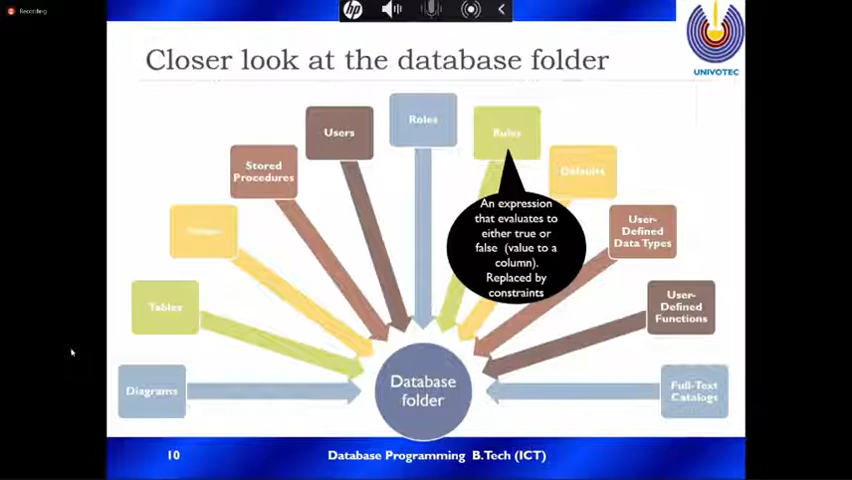 Recording
hp
Closer look at the database folder
UNIVOTEC
Roles
Users
Rules
Stored
Procedures
Defaults
An expression
that evaluates to
either true or
false (value to a
column).
Replaced by
constraints
User-
Defined
Data Types
Tables
User-
Defined
Functions
Diagrams
Database
folder
Full-Text
Catalogs
10
Database Programming B.Tech (ICT)